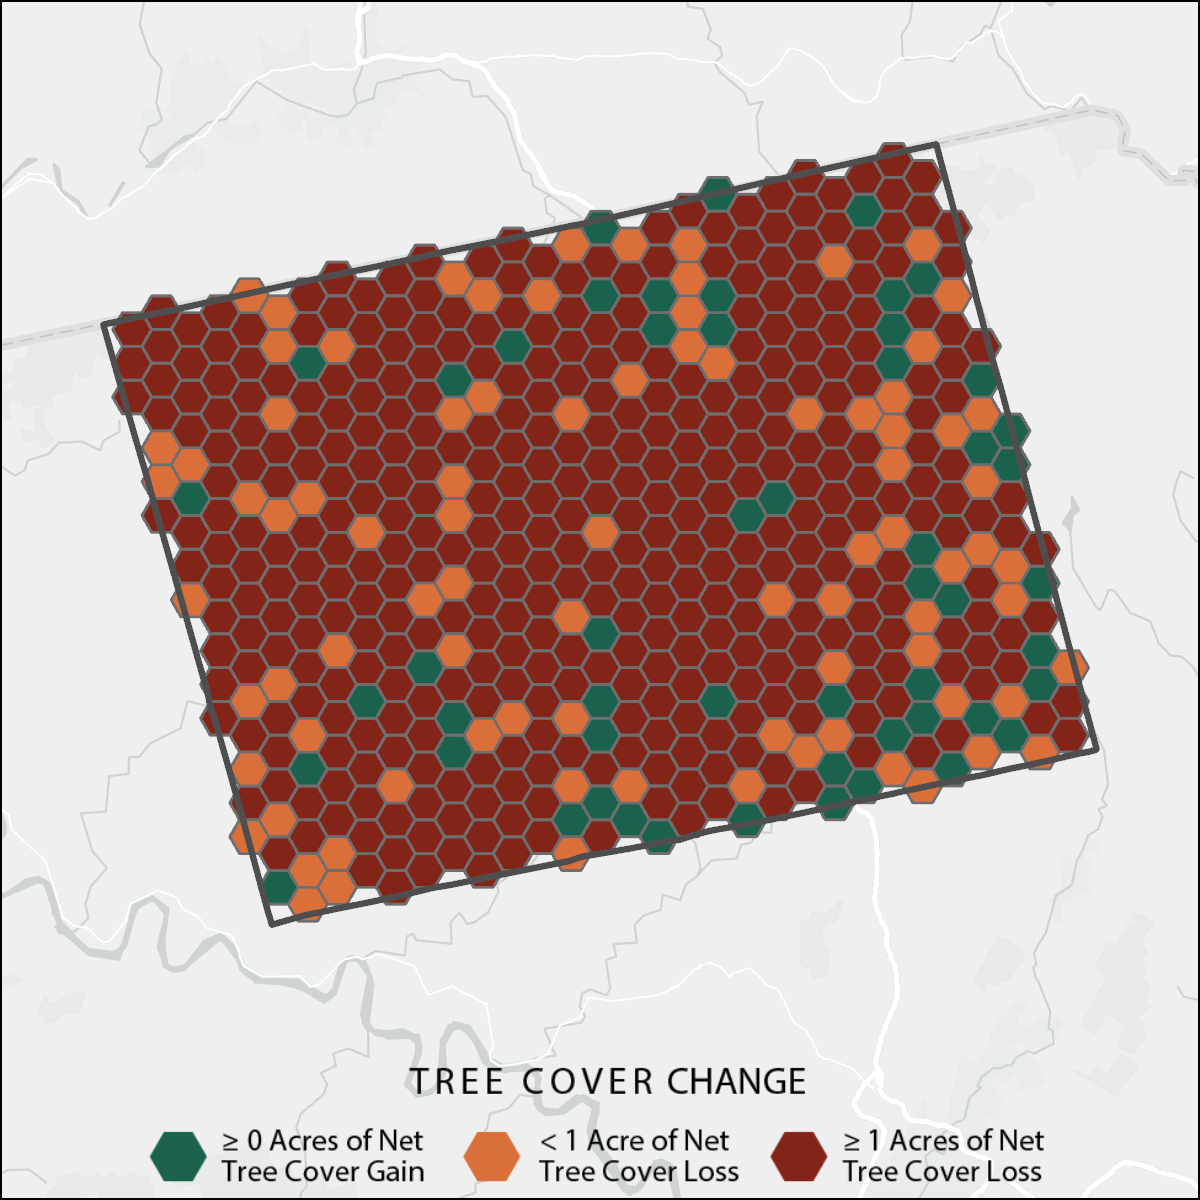 TREE COVER CHANGE
≥ 0 Acres of Net
Tree Cover Gain
< 1 Acre of Net
Tree Cover Loss
≥ 1 Acres of Net
Tree Cover Loss